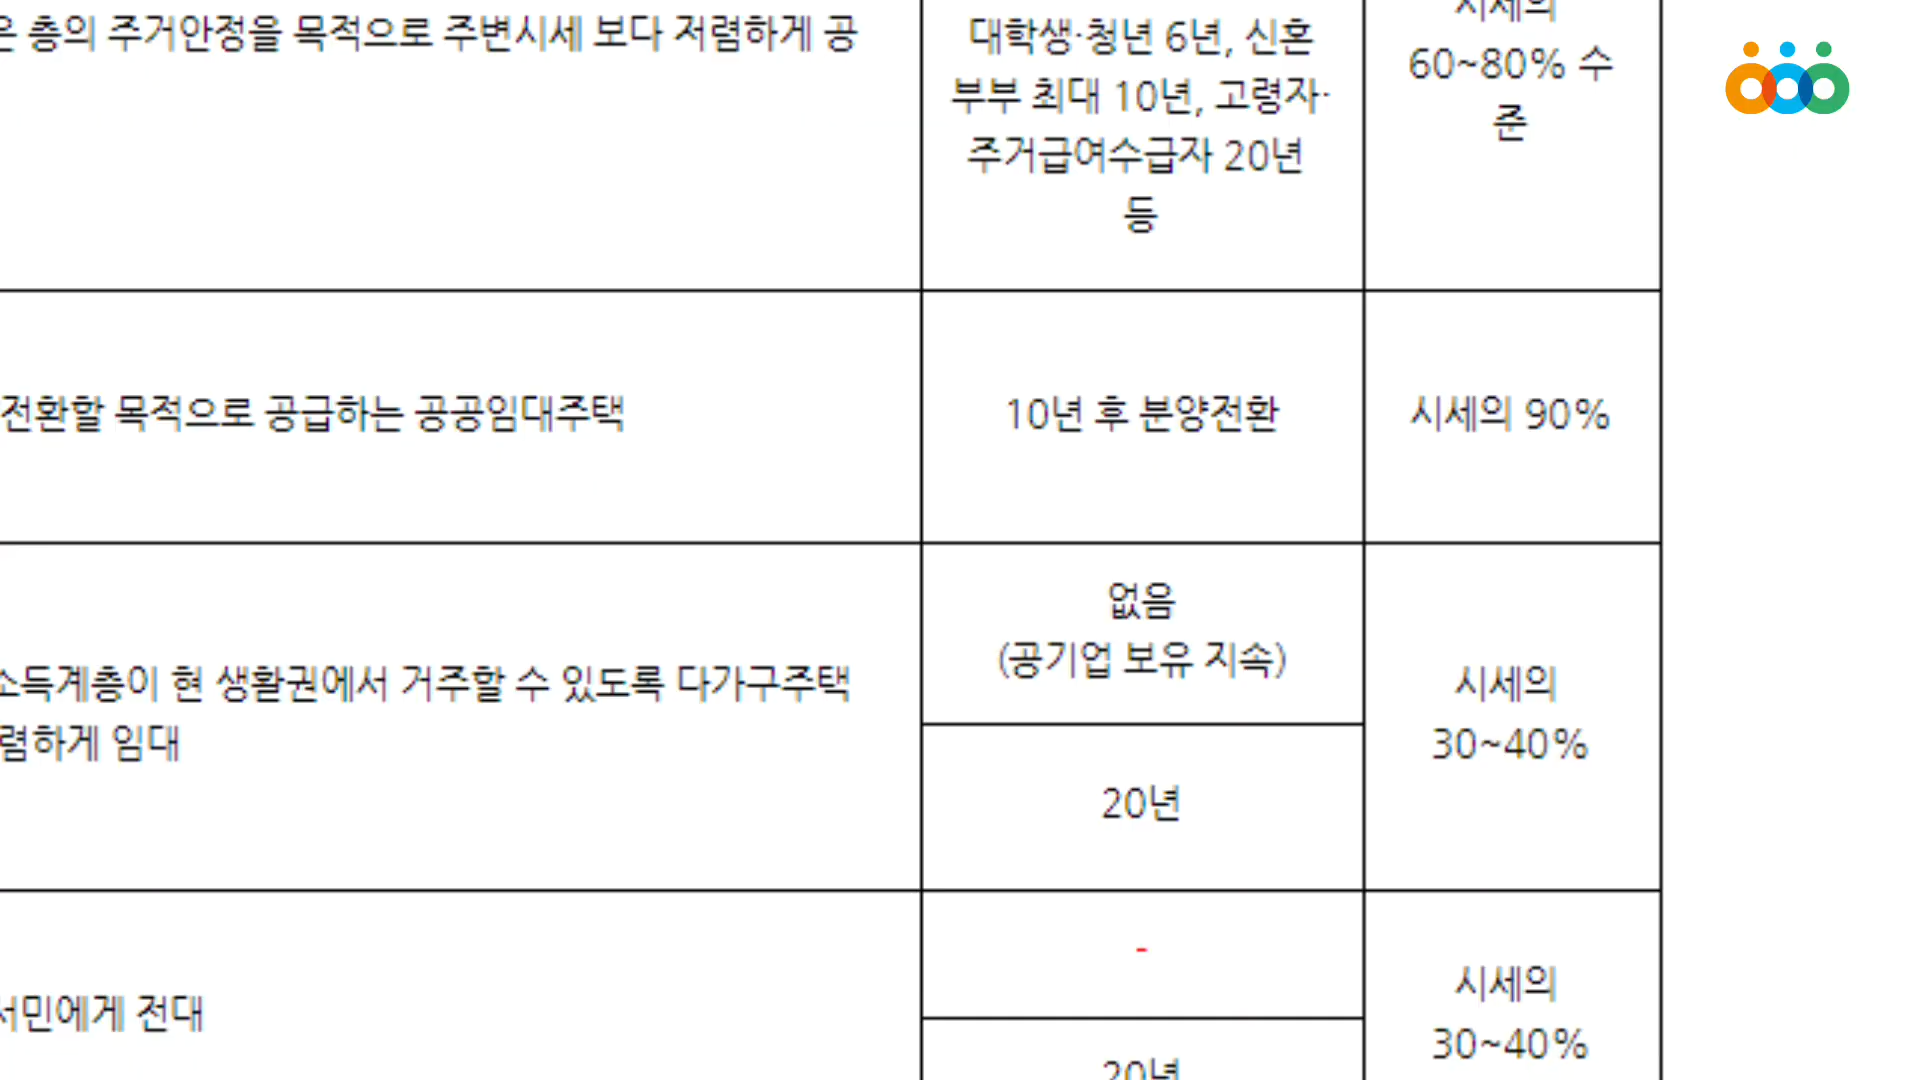 층의 주거안정을 목적으로 주변시세 보다 저렴하게 공
대학생·청년 6년, 신혼
부부 최대 10년, 고령자·
주거급여수급자 20년
등
시세의
60~80% 수
준
전환할 목적으로 공급하는 공공임대주택
10년 후 분양전환
시세의 90%
소득계층이 현 생활권에서 거주할 수 있도록 다가구주택
렴하게 임대
없음
(공기업 보유 지속)
20년
시세의
30~40%
서민에게 전대
-
20년
시세의
30~40%